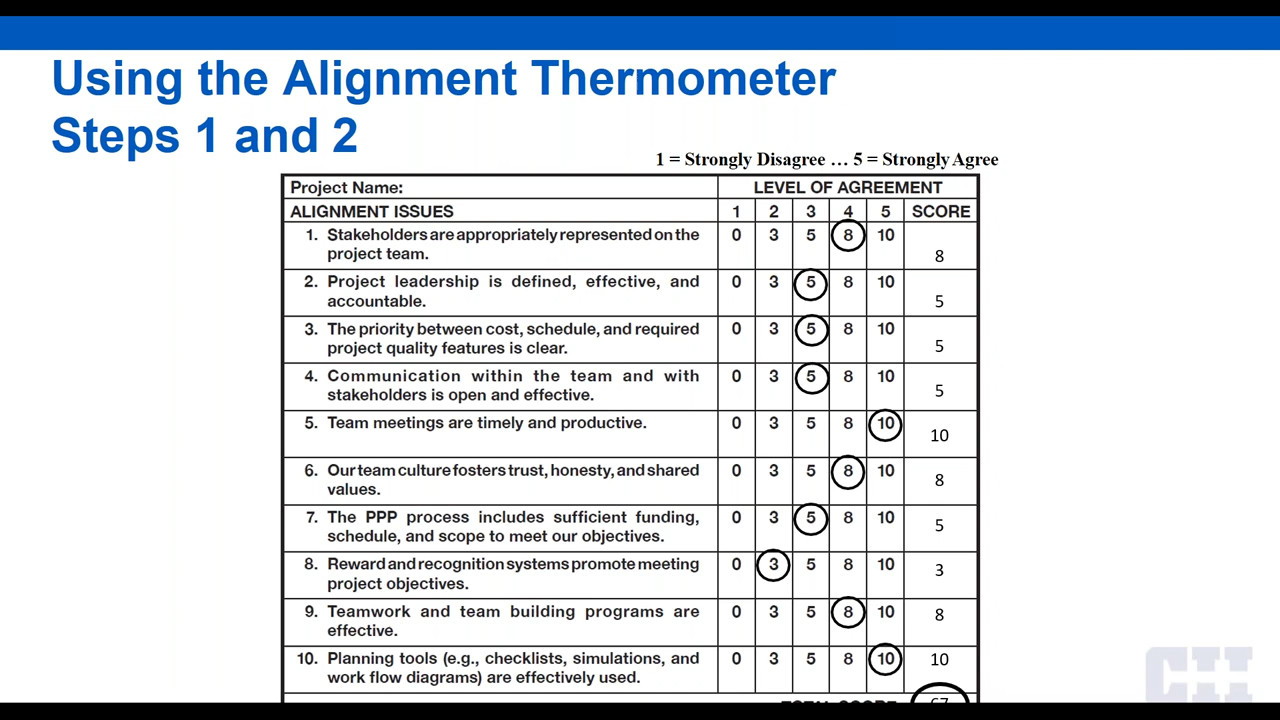 Using the Alignment Thermometer
Steps 1 and 2
1 = Strongly Disagree ... 5 = Strongly Agree
Project Name: LEVEL OF AGREEMENT
ALIGNMENT ISSUES 1 2 3 4 5 SCORE
1. Stakeholders are appropriately represented on the 0 3 5 8 10
project team. 8
2. Project leadership is defined, effective, and 0 3 5 8 10
accountable. 5
3. The priority between cost, schedule, and required 0 3 5 8 10
project quality features is clear. 5
4. Communication within the team and with 0 3 5 8 10
stakeholders is open and effective. 5
5. Team meetings are timely and productive. 0 3 5 8 10
10
6. Our team culture fosters trust, honesty, and shared 0 3 5 8 10
values. 8
7. The PPP process includes sufficient funding, 0 3 5 8 10
schedule, and scope to meet our objectives. 5
8. Reward and recognition systems promote meeting 0 3 5 8 10
project objectives. 3
9. Teamwork and team building programs are 0 3 5 8 10
effective. 8
10. Planning tools (e.g., checklists, simulations, and 0 3 5 8 10 10
work flow diagrams) are effectively used.
TOTAL SCORE 67
CII